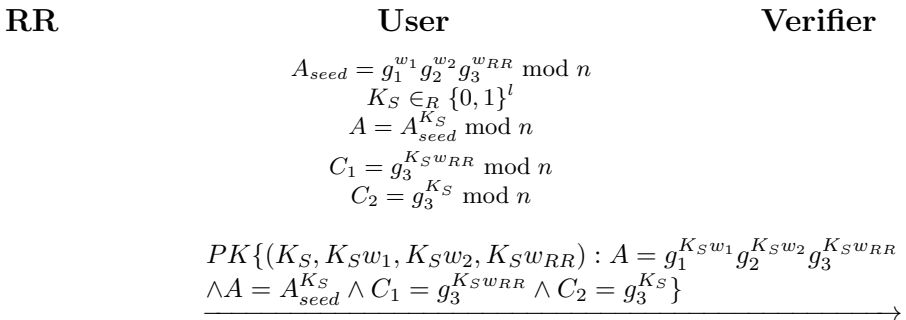 RR User Verifier
A_{seed} = g_1^{w_1} g_2^{w_2} g_3^{w_{RR}} mod n
K_S ∈_R {0, 1}^l
A = A_{seed}^{K_S} mod n
C_1 = g_3^{K_S w_{RR}} mod n
C_2 = g_3^{K_S} mod n
PK{(K_S, K_S w_1, K_S w_2, K_S w_{RR}) : A = g_1^{K_S w_1} g_2^{K_S w_2} g_3^{K_S w_{RR}}
∧A = A_{seed}^{K_S} ∧ C_1 = g_3^{K_S w_{RR}} ∧ C_2 = g_3^{K_S}}